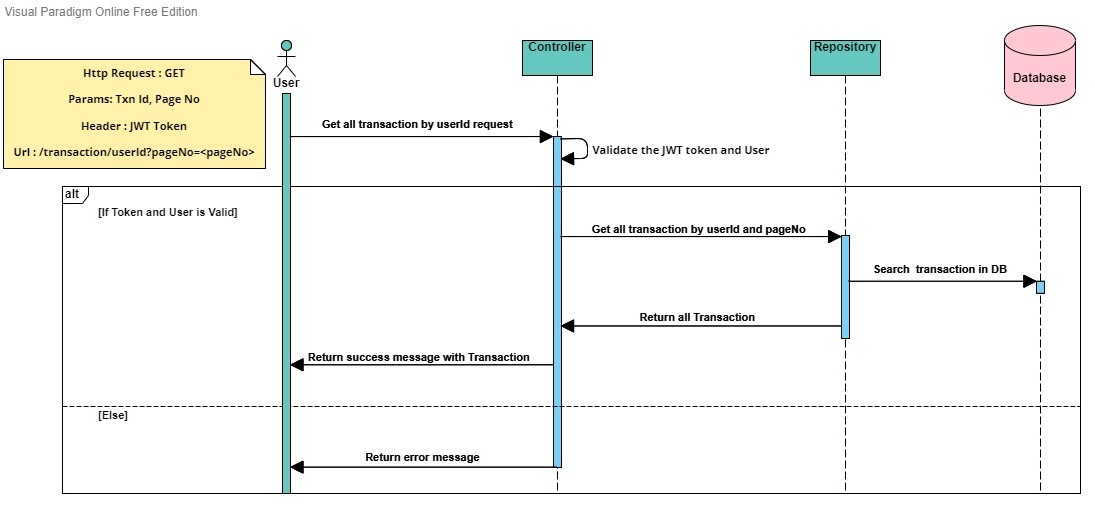 Visual Paradigm Online Free Edition
Http Request : GET
Params: Txn Id, Page No
Header : JWT Token
Url : /transaction/userId?pageNo=<pageNo>
User
Controller
Repository
Database
Get all transaction by userId request
Validate the JWT token and User
alt
[If Token and User is Valid]
Get all transaction by userId and pageNo
Search  transaction in DB
Return all Transaction
Return success message with Transaction
[Else]
Return error message